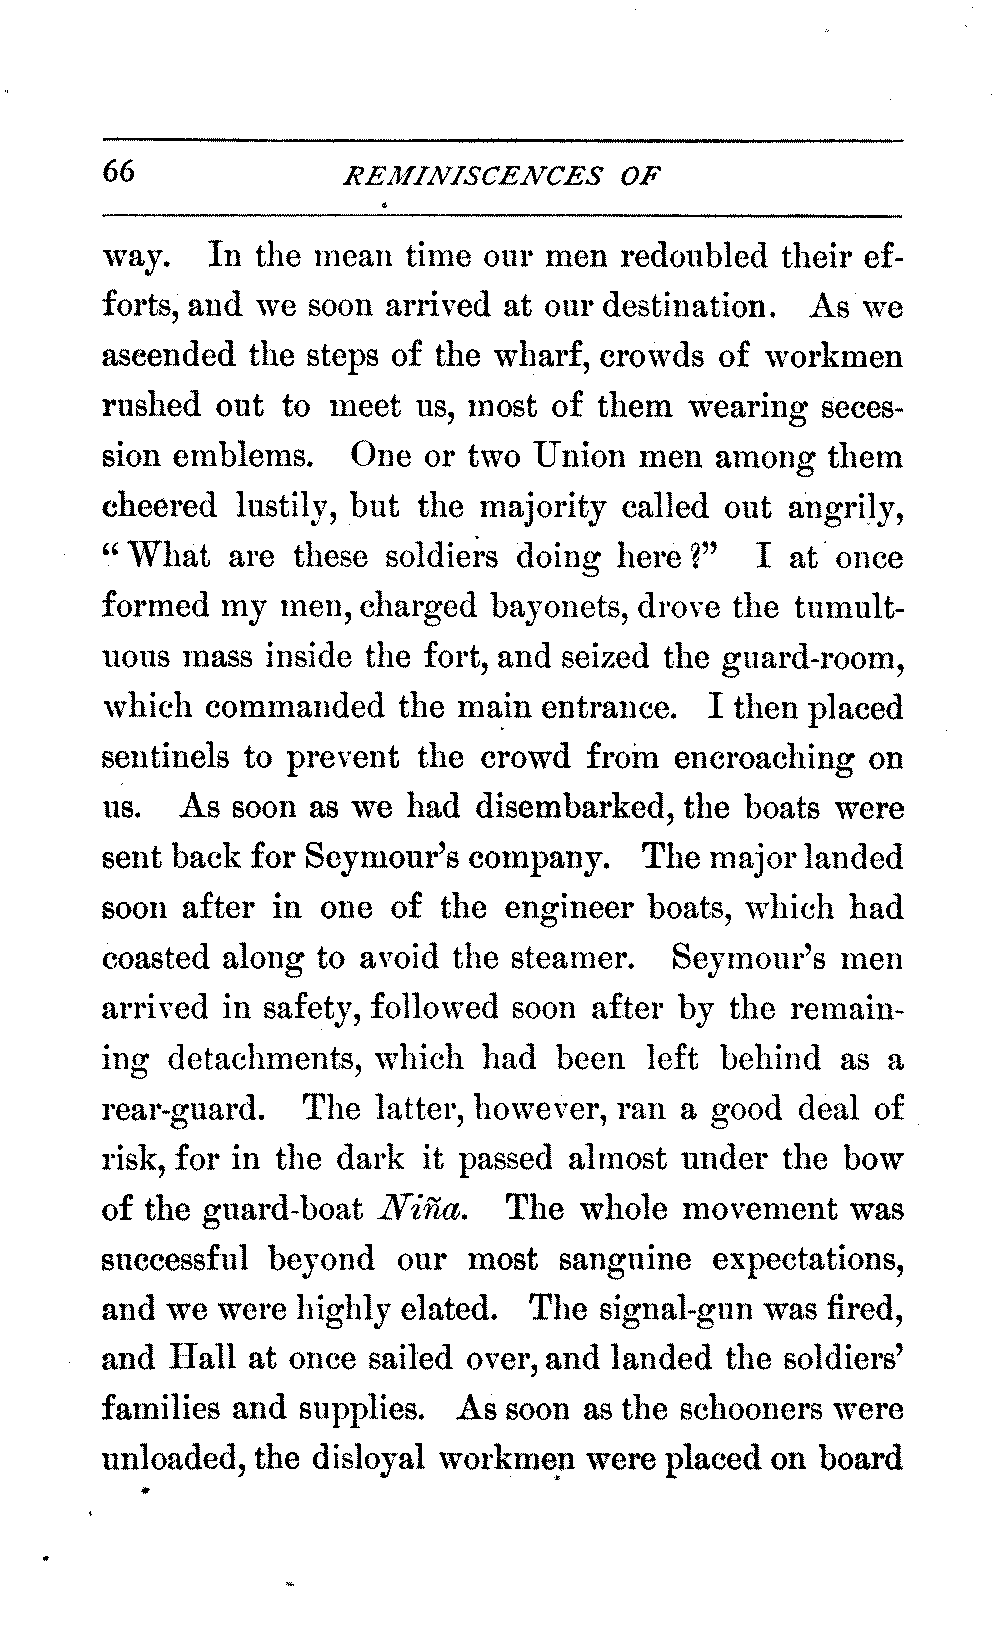 66 REMINISCENCES OF
way. In the mean time our men redoubled their ef-
forts, and we soon arrived at our destination. As we
ascended the steps of the wharf, crowds of workmen
rushed out to meet us, most of them wearing seces-
sion emblems. One or two Union men among them
cheered lustily, but the majority called out angrily,
“What are these soldiers doing here?” I at once
formed my men, charged bayonets, drove the tumult-
uous mass inside the fort, and seized the guard-room,
which commanded the main entrance. I then placed
sentinels to prevent the crowd from encroaching on
us. As soon as we had disembarked, the boats were
sent back for Seymour’s company. The major landed
soon after in one of the engineer boats, which had
coasted along to avoid the steamer. Seymour’s men
arrived in safety, followed soon after by the remain-
ing detachments, which had been left behind as a
rear-guard. The latter, however, ran a good deal of
risk, for in the dark it passed almost under the bow
of the guard-boat Niña. The whole movement was
successful beyond our most sanguine expectations,
and we were highly elated. The signal-gun was fired,
and Hall at once sailed over, and landed the soldiers’
families and supplies. As soon as the schooners were
unloaded, the disloyal workmen were placed on board